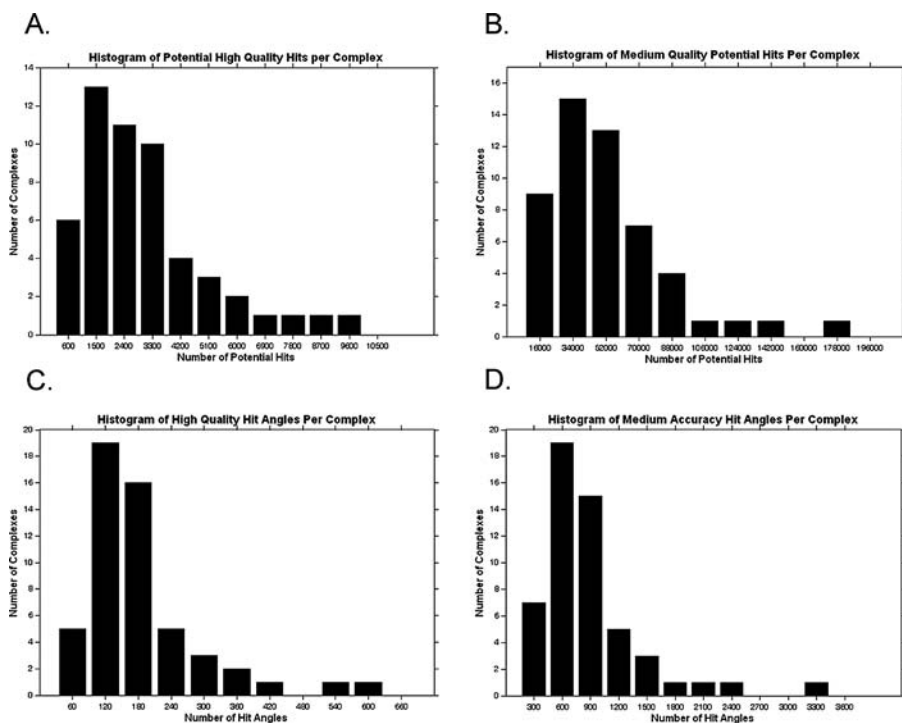 A.
Histogram of Potential High Quality Hits per Complex
14
12
10
8
6
4
2
0
Number of Complexes
600 1500 2400 3300 4200 5100 6000 6900 7800 8700 9600 10500
Number of Potential Hits
B.
Histogram of Medium Quality Potential Hits Per Complex
16
14
12
10
8
6
4
2
0
Number of Complexes
16000 34000 52000 70000 88000 106000 124000 142000 160000 178000 196000
Number of Potential Hits
C.
Histogram of High Quality Hit Angles Per Complex
20
18
16
14
12
10
8
6
4
2
0
Number of Complexes
60 120 180 240 300 360 420 480 540 600 660
Number of Hit Angles
D.
Histogram of Medium Accuracy Hit Angles Per Complex
20
18
16
14
12
10
8
6
4
2
0
Number of Complexes
300 600 900 1200 1500 1800 2100 2400 2700 3000 3300 3600
Number of Hit Angles